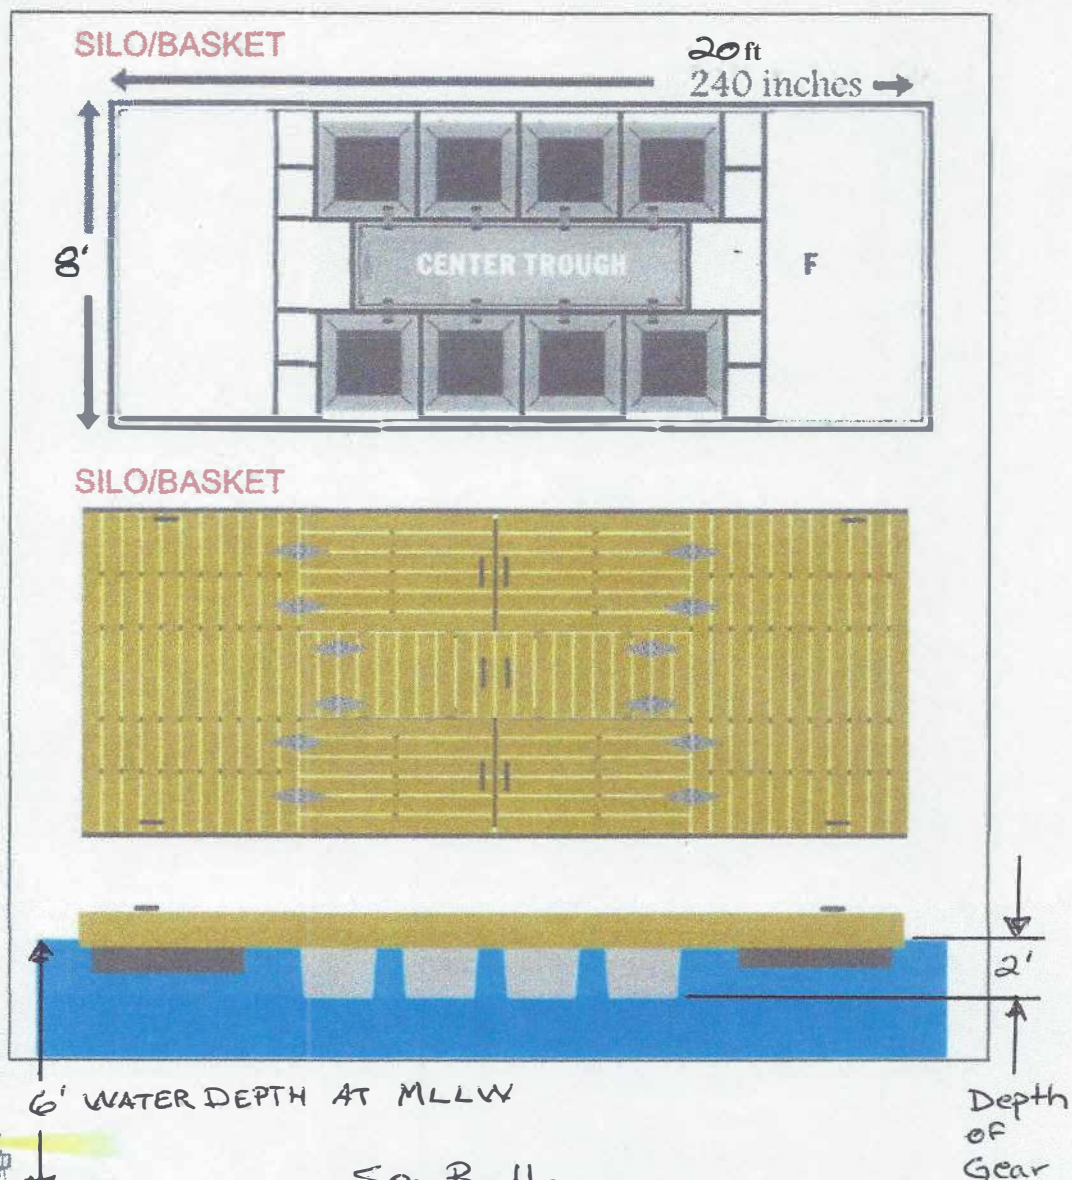 SILO/BASKET
20 ft
240 inches
8'
CENTER TROUGH
F
SILO/BASKET
2'
6' WATER DEPTH AT MLLW
Depth
of
Gear